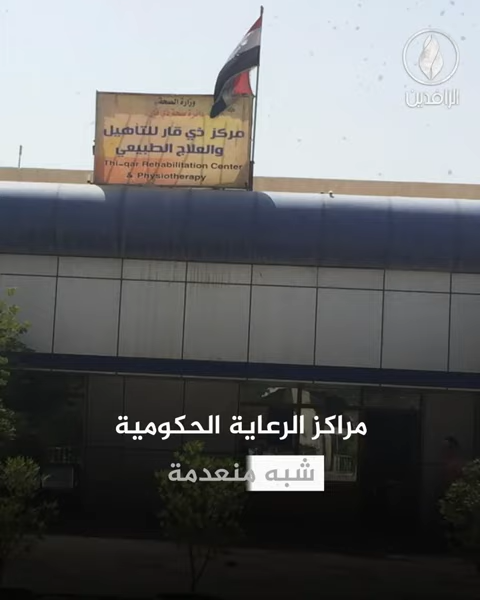 الرافدين
وزارة الصحة
مركز ذي قار للتأهيل
والعلاج الطبيعي
Thi-qar Rehabilitation Center
& Physiotherapy
مراكز الرعاية الحكومية
شبه منعدمة